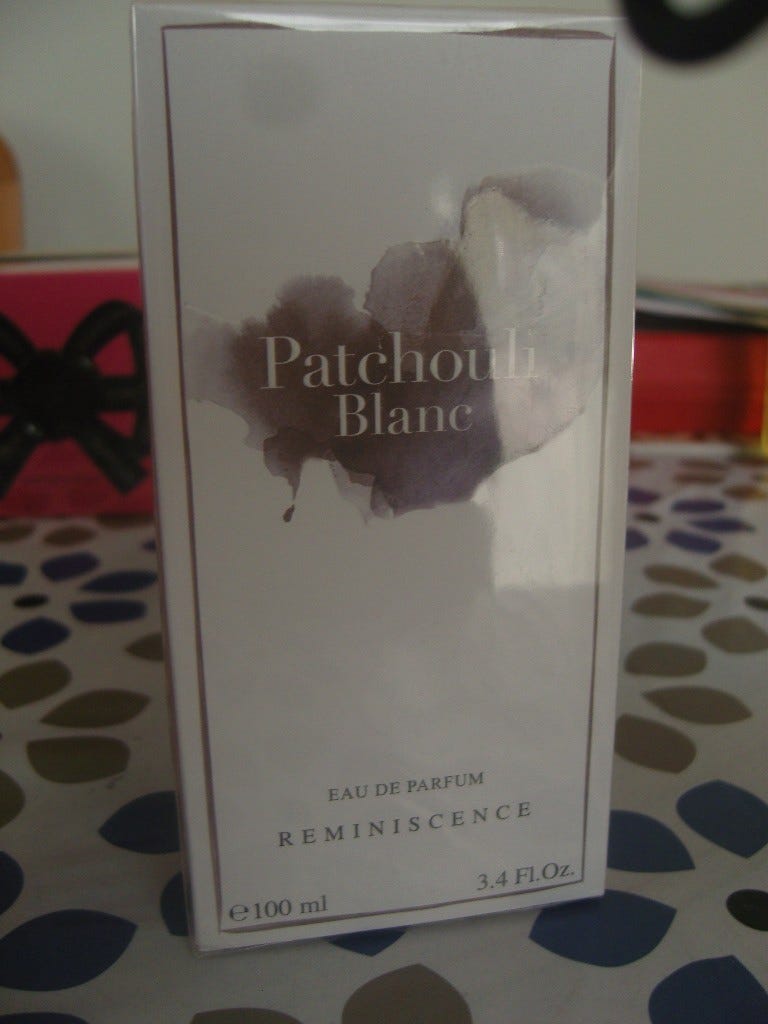 Patchouli
Blanc
EAU DE PARFUM
REMINISCENCE
3.4 Fl.Oz.
℮100 ml